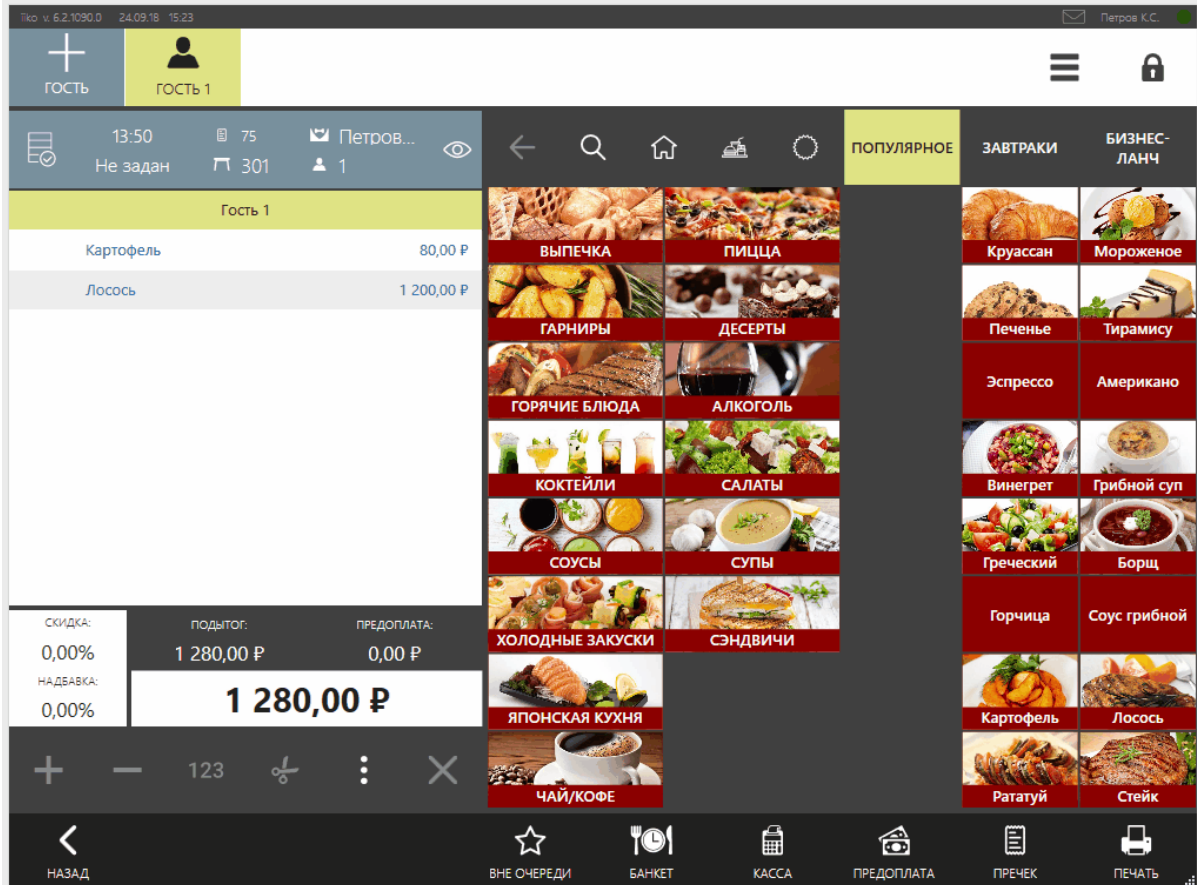 iiko v. 6.2.1090.0 24.09.18 15:23 Петров К.С.
ГОСТЬ ГОСТЬ 1
13:50 75 Петров...
Не задан 301 1
ПОПУЛЯРНОЕ ЗАВТРАКИ БИЗНЕС-
ЛАНЧ
Гость 1
Картофель 80,00 ₽
Лосось 1 200,00 ₽
ВЫПЕЧКА ПИЦЦА Круассан Мороженое
ГАРНИРЫ ДЕСЕРТЫ Печенье Тирамису
Эспрессо Американо
ГОРЯЧИЕ БЛЮДА АЛКОГОЛЬ
КОКТЕЙЛИ САЛАТЫ Винегрет Грибной суп
СОУСЫ СУПЫ Греческий Борщ
Горчица Соус грибной
ХОЛОДНЫЕ ЗАКУСКИ СЭНДВИЧИ
ЯПОНСКАЯ КУХНЯ Картофель Лосось
ЧАЙ/КОФЕ Рататуй Стейк
СКИДКА: ПОДЫТОГ: ПРЕДОПЛАТА:
0,00% 1 280,00 ₽ 0,00 ₽
НАДБАВКА:
0,00% 1 280,00 ₽
123
НАЗАД ВНЕ ОЧЕРЕДИ БАНКЕТ КАССА ПРЕДОПЛАТА ПРЕЧЕК ПЕЧАТЬ